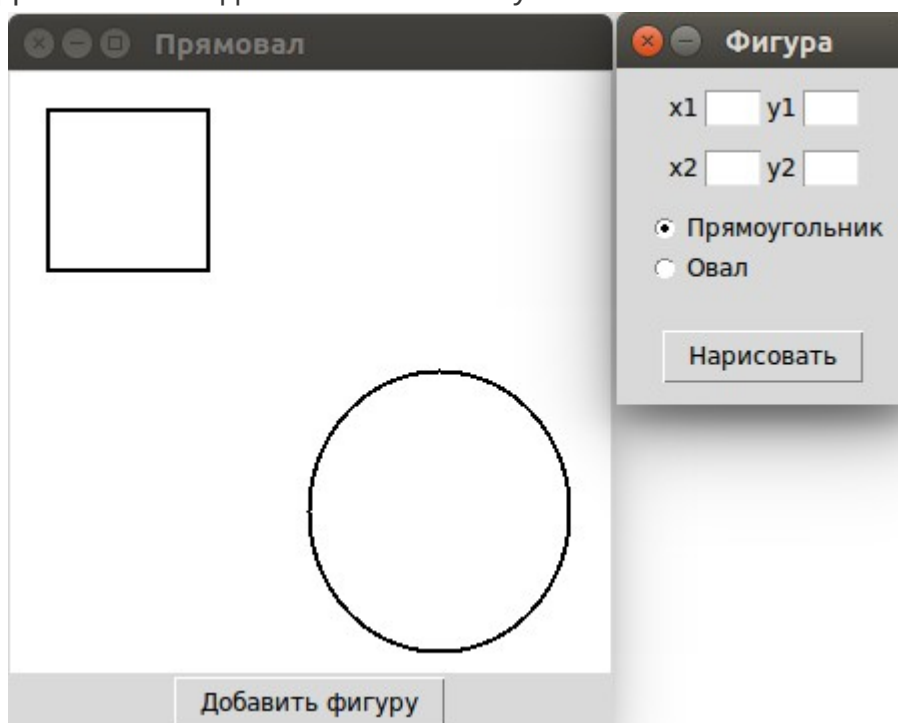 Прямовал
Фигура
x1 y1
x2 y2
Прямоугольник
Овал
Нарисовать
Добавить фигуру